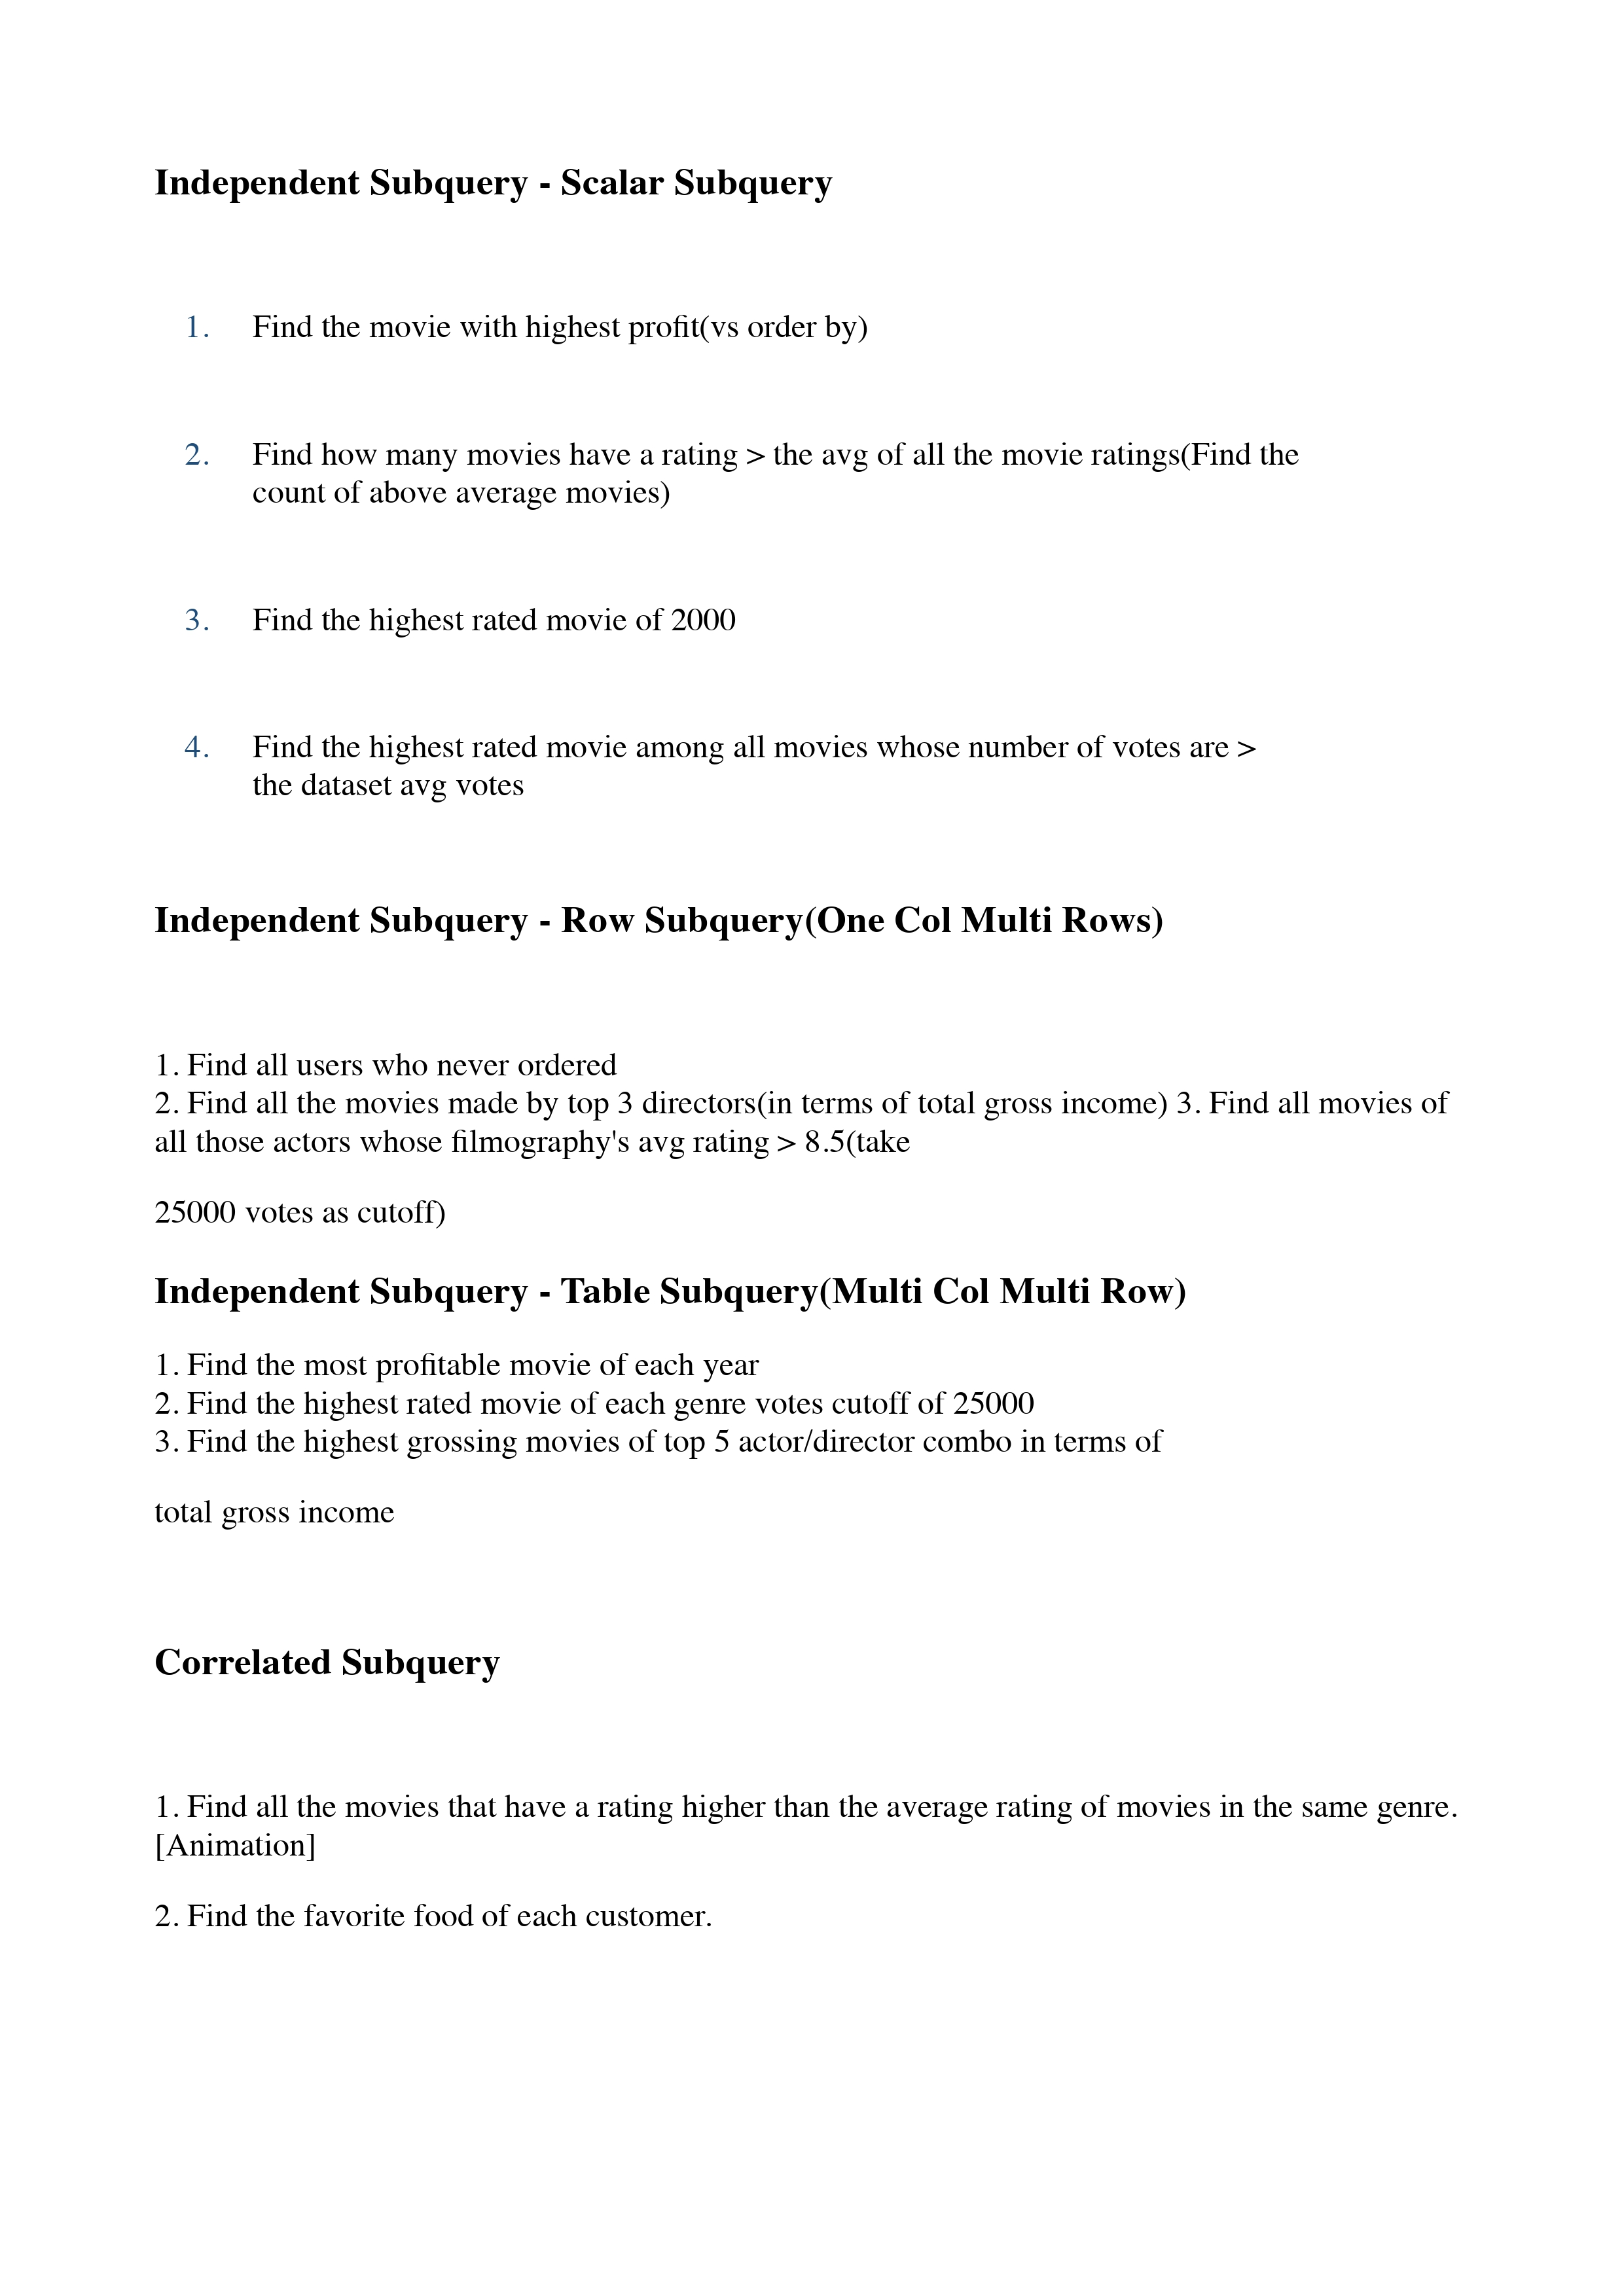 Independent Subquery - Scalar Subquery
1. Find the movie with highest profit(vs order by)
2. Find how many movies have a rating > the avg of all the movie ratings(Find the
count of above average movies)
3. Find the highest rated movie of 2000
4. Find the highest rated movie among all movies whose number of votes are >
the dataset avg votes
Independent Subquery - Row Subquery(One Col Multi Rows)
1. Find all users who never ordered
2. Find all the movies made by top 3 directors(in terms of total gross income) 3. Find all movies of
all those actors whose filmography's avg rating > 8.5(take
25000 votes as cutoff)
Independent Subquery - Table Subquery(Multi Col Multi Row)
1. Find the most profitable movie of each year
2. Find the highest rated movie of each genre votes cutoff of 25000
3. Find the highest grossing movies of top 5 actor/director combo in terms of
total gross income
Correlated Subquery
1. Find all the movies that have a rating higher than the average rating of movies in the same genre.
[Animation]
2. Find the favorite food of each customer.